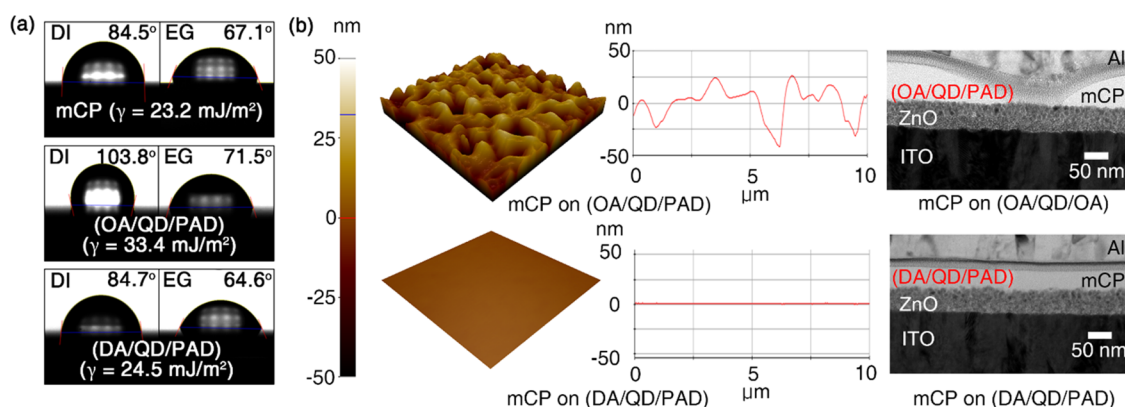 (a)
DI 84.5° EG 67.1°
mCP (γ = 23.2 mJ/m²)
DI 103.8° EG 71.5°
(OA/QD/PAD)
(γ = 33.4 mJ/m²)
DI 84.7° EG 64.6°
(DA/QD/PAD)
(γ = 24.5 mJ/m²)
(b)
nm
50
25
0
-25
-50
nm
50
0
-50
0 5 10
μm
mCP on (OA/QD/PAD)
Al
(OA/QD/PAD)
mCP
ZnO
ITO
50 nm
mCP on (OA/QD/OA)
nm
50
0
-50
0 5 10
μm
mCP on (DA/QD/PAD)
Al
(DA/QD/PAD)
mCP
ZnO
ITO
50 nm
mCP on (DA/QD/PAD)